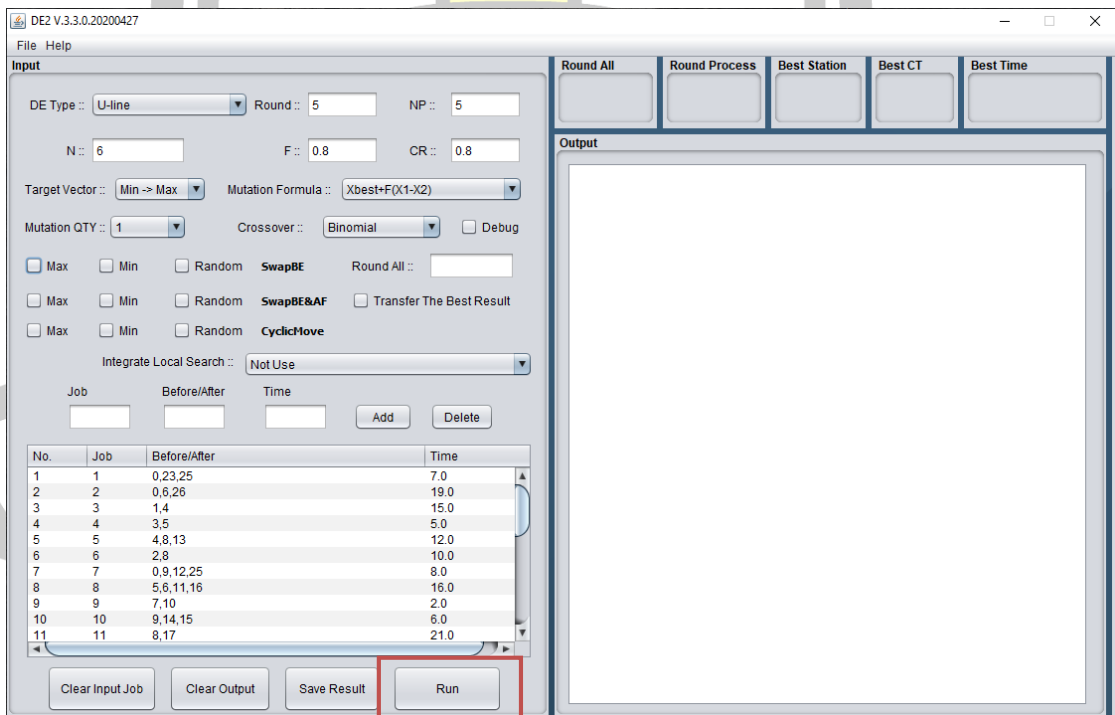 DE2 V.3.3.0.20200427
File Help
Input
DE Type :: U-line Round :: 5 NP :: 5
N :: 6 F :: 0.8 CR :: 0.8
Target Vector :: Min -> Max Mutation Formula :: Xbest+F(X1-X2)
Mutation QTY :: 1 Crossover :: Binomial Debug
Max Min Random SwapBE Round All ::
Max Min Random SwapBE&AF Transfer The Best Result
Max Min Random CyclicMove
Integrate Local Search :: Not Use
Job Before/After Time
Add Delete
No. Job Before/After Time
1 1 0,23,25 7.0
2 2 0,6,26 19.0
3 3 1,4 15.0
4 4 3,5 5.0
5 5 4,8,13 12.0
6 6 2,8 10.0
7 7 0,9,12,25 8.0
8 8 5,6,11,16 16.0
9 9 7,10 2.0
10 10 9,14,15 6.0
11 11 8,17 21.0
Clear Input Job Clear Output Save Result Run
Round All Round Process Best Station Best CT Best Time
Output